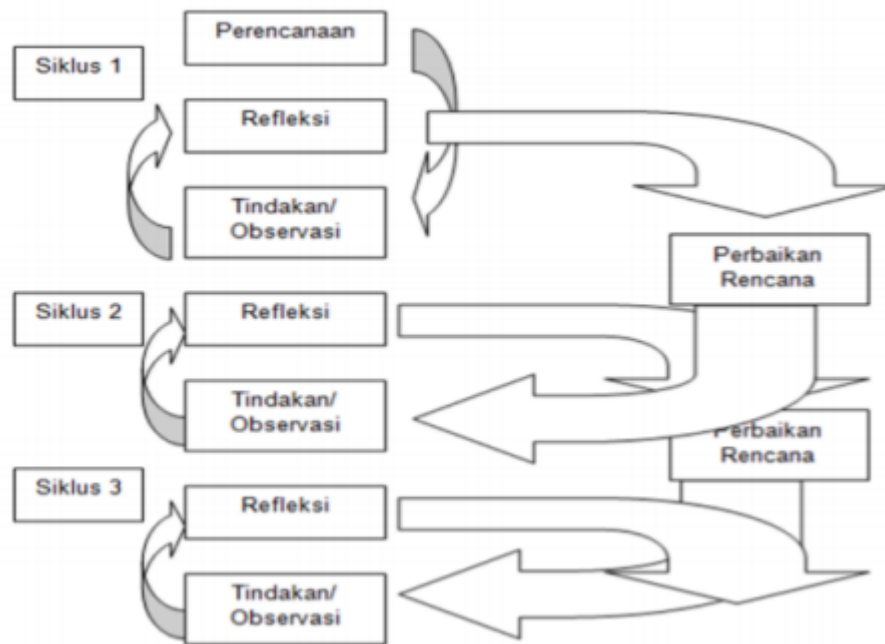 Perencanaan
Siklus 1
Refleksi
Tindakan/
Observasi
Perbaikan
Rencana
Siklus 2
Refleksi
Tindakan/
Observasi
Perbaikan
Rencana
Siklus 3
Refleksi
Tindakan/
Observasi